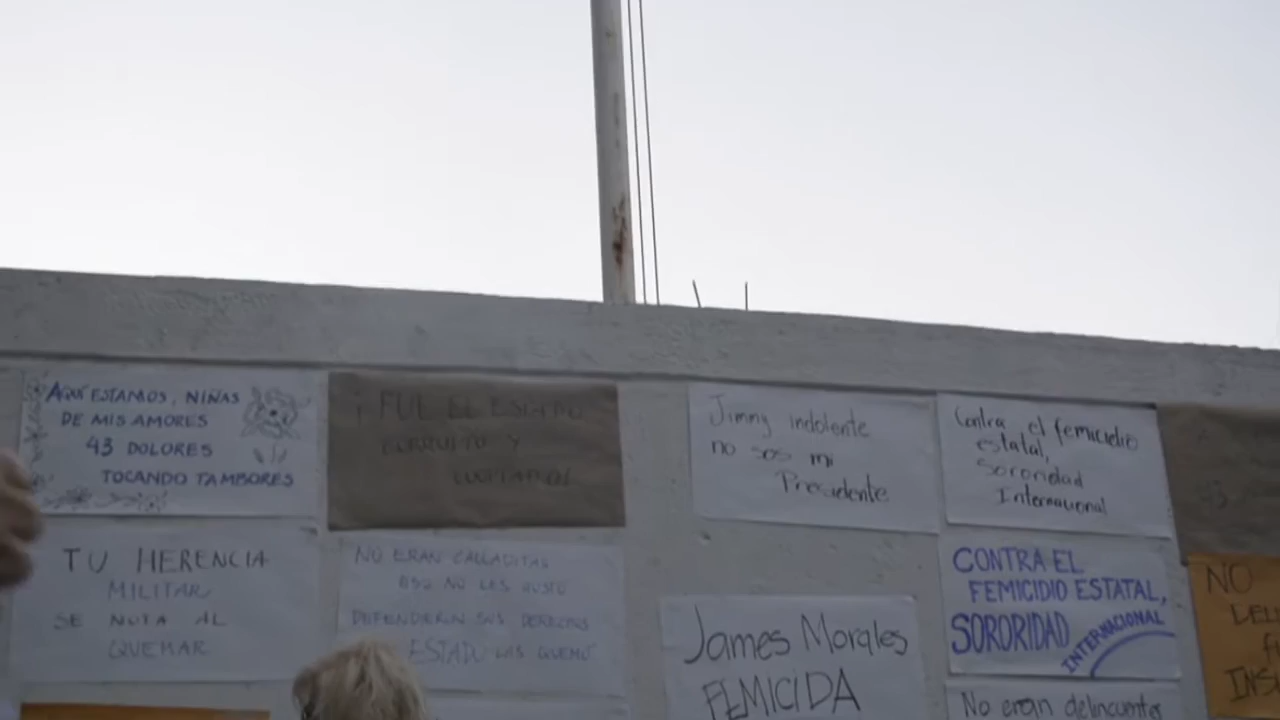 AQUÍ ESTAMOS, NIÑAS
DE MIS AMORES
43 DOLORES
TOCANDO TAMBORES
¡FUE EL ESTADO
CORRUPTO Y
Jimmy indolente
no sos mi
Presidente
Contra el femicidio
estatal,
Sororidad
Internacional
TU HERENCIA
MILITAR
SE NOTA AL
QUEMAR
NO ERAN CALLADITAS
ESO NO LES GUSTO
DEFENDIERON SUS DERECHOS
ESTADO LAS QUEMÓ
James Morales
FEMICIDA
CONTRA EL
FEMICIDIO ESTATAL,
SORORIDAD
INTERNACIONAL
No eran delincuentes
NO